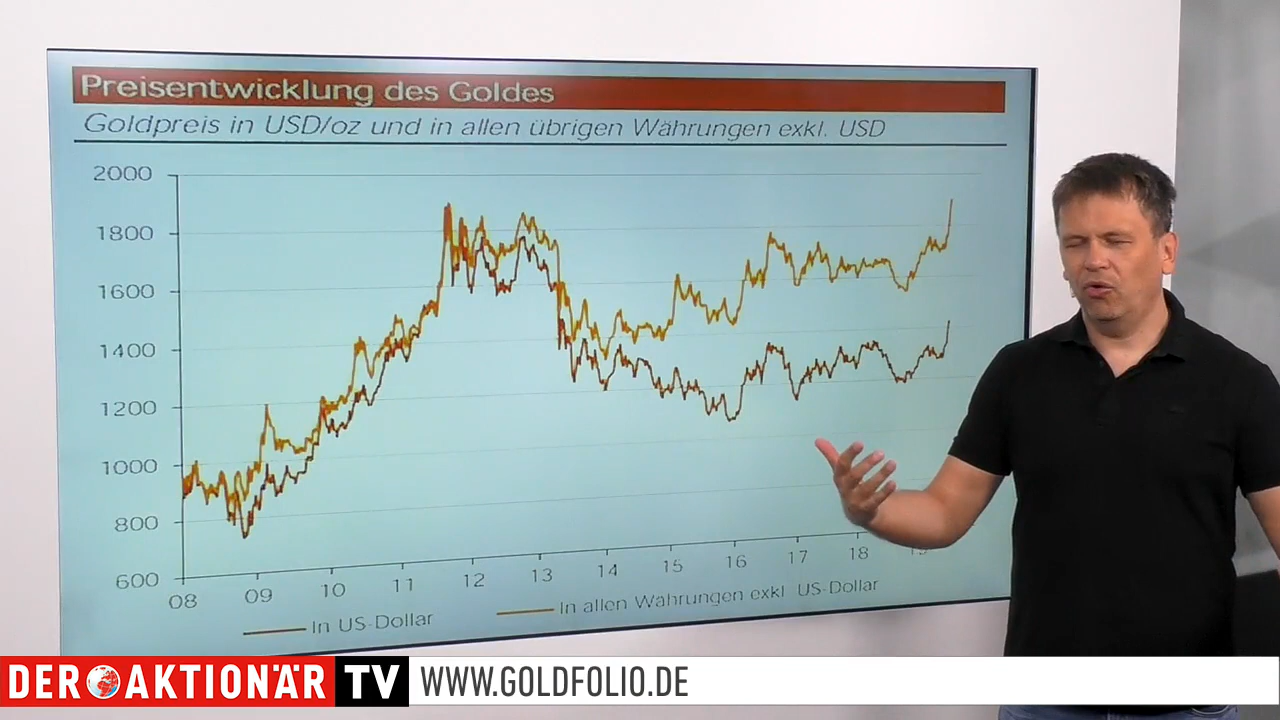 Preisentwicklung des Goldes
Goldpreis in USD/oz und in allen übrigen Währungen exkl. USD
2000
1800
1600
1400
1200
1000
800
600
08 09 10 11 12 13 14 15 16 17 18 19
In US-Dollar In allen Währungen exkl. US-Dollar
DER AKTIONÄR TV WWW.GOLDFOLIO.DE